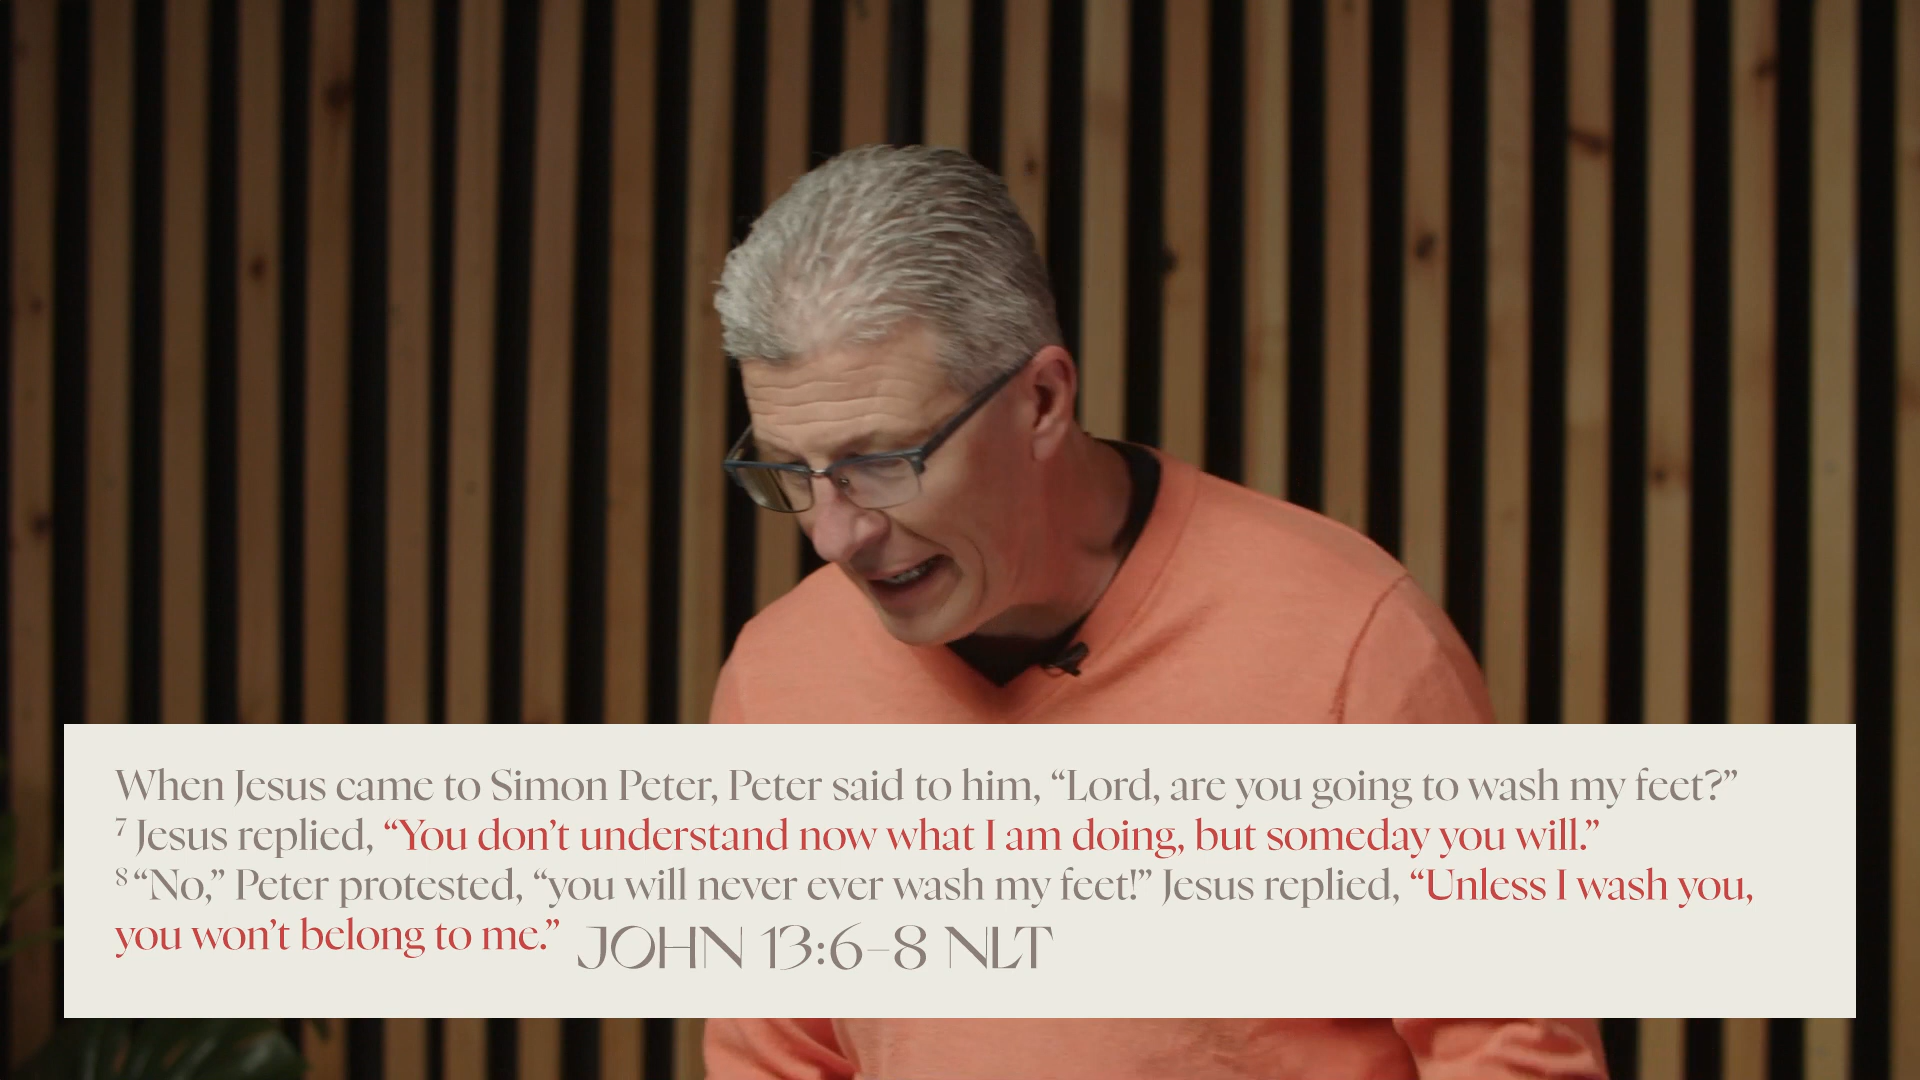 When Jesus came to Simon Peter, Peter said to him, “Lord, are you going to wash my feet?”
7 Jesus replied, “You don’t understand now what I am doing, but someday you will.”
8 “No,” Peter protested, “you will never ever wash my feet!” Jesus replied, “Unless I wash you,
you won’t belong to me.” JOHN 13:6–8 NLT